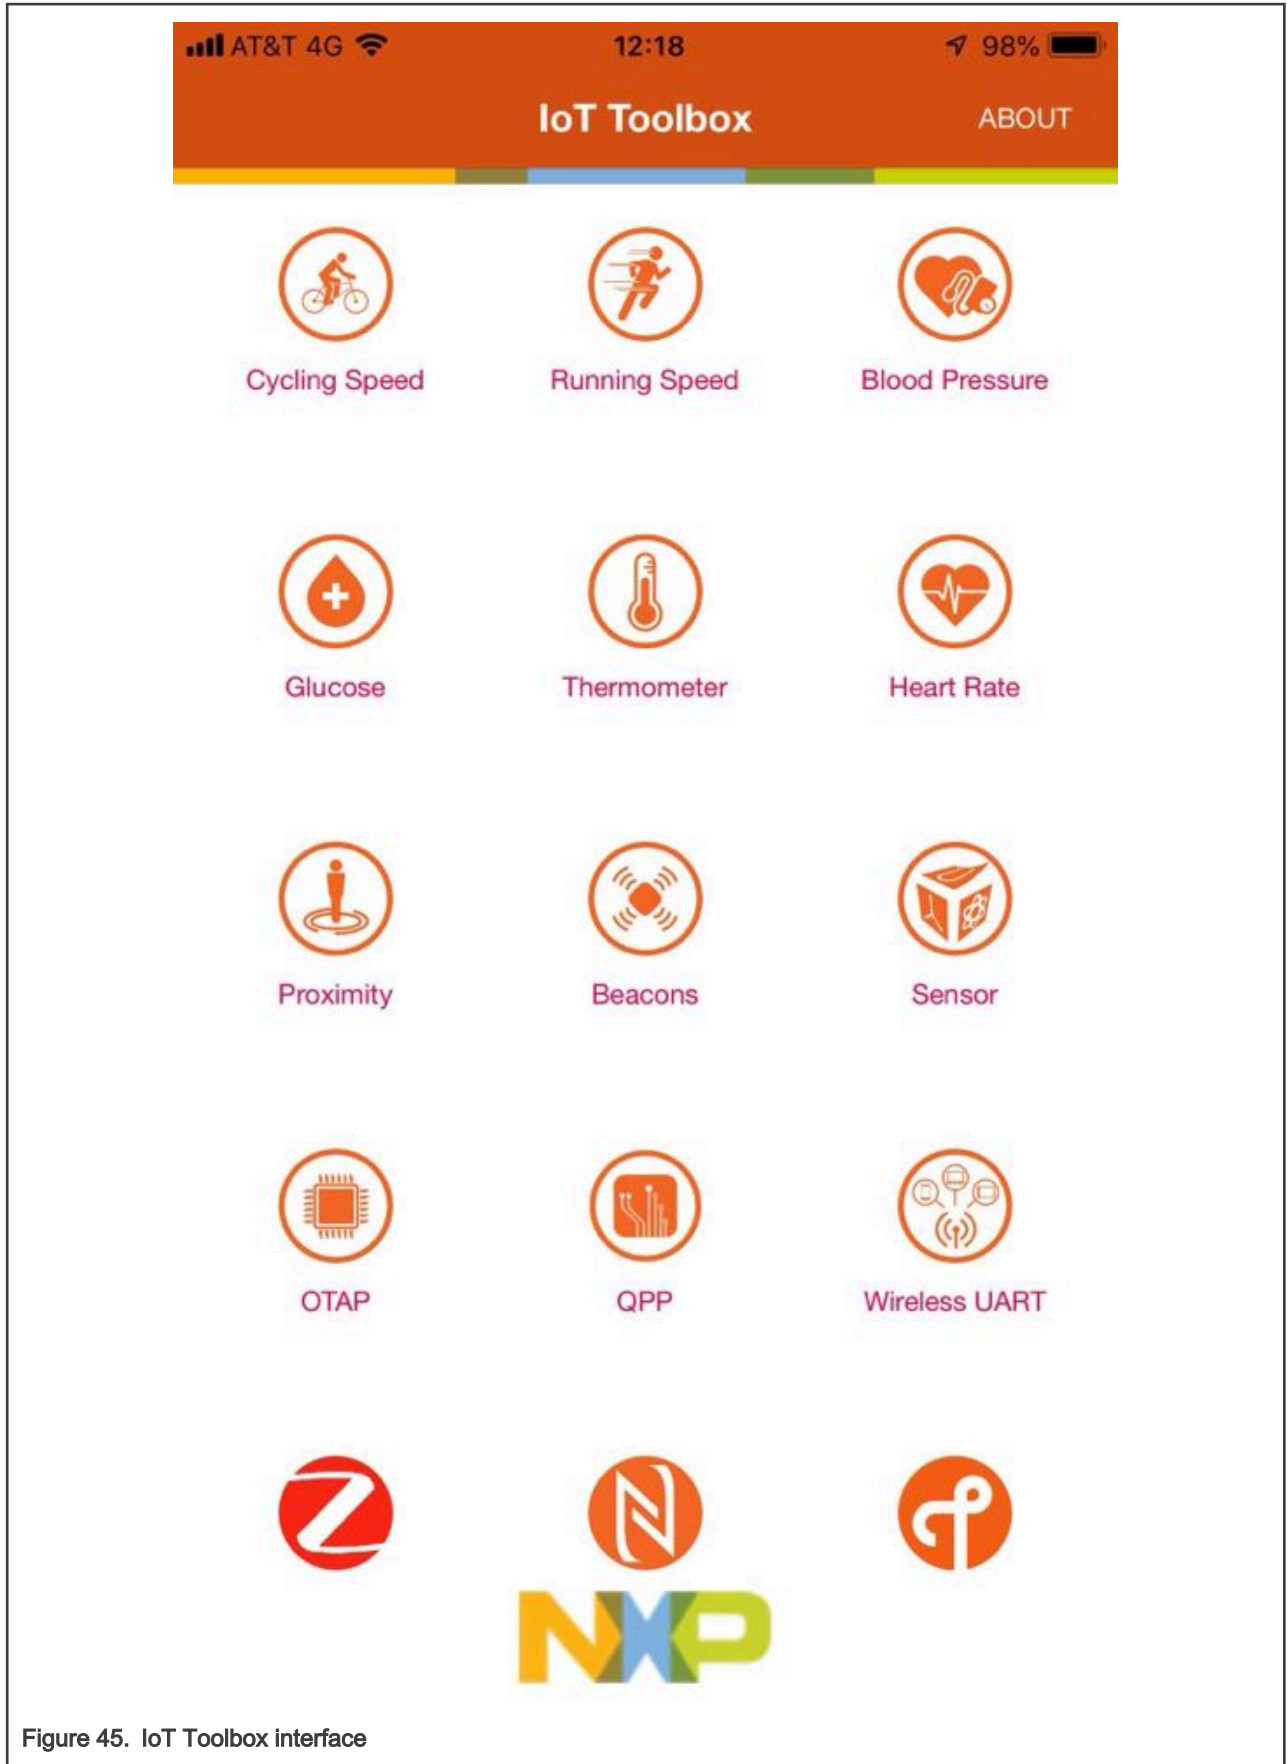 AT&T 4G 12:18 98%
IoT Toolbox ABOUT
Cycling Speed Running Speed Blood Pressure
Glucose Thermometer Heart Rate
Proximity Beacons Sensor
OTAP QPP Wireless UART
NXP
Figure 45. IoT Toolbox interface